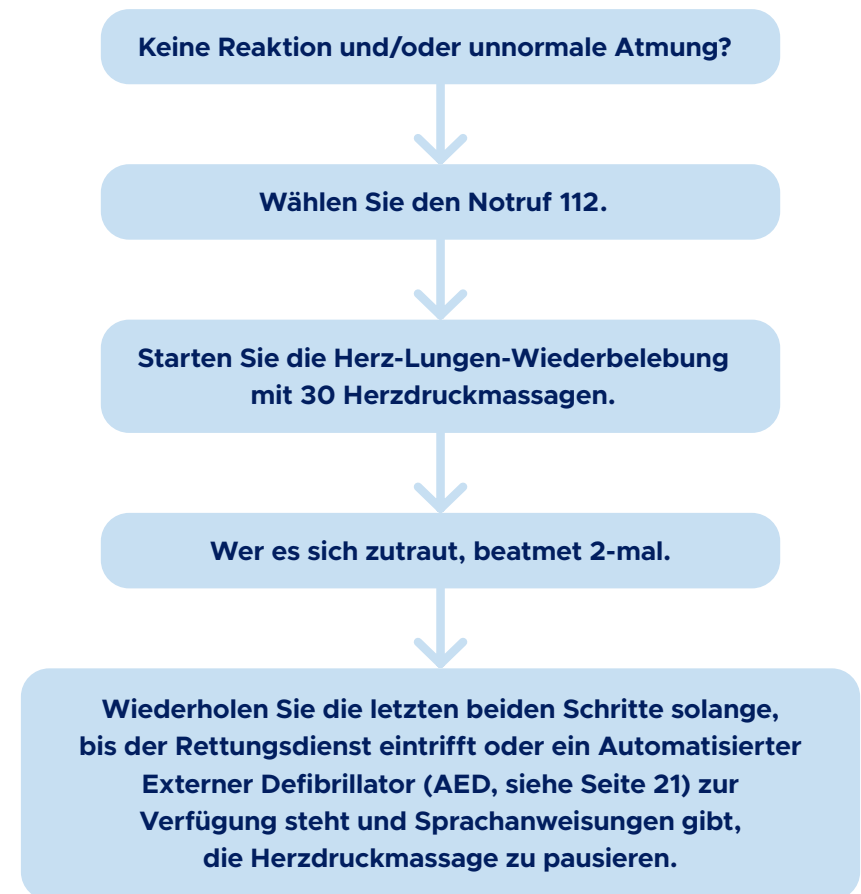 Keine Reaktion und/oder unnormale Atmung?
Wählen Sie den Notruf 112.
Starten Sie die Herz-Lungen-Wiederbelebung
mit 30 Herzdruckmassagen.
Wer es sich zutraut, beatmet 2-mal.
Wiederholen Sie die letzten beiden Schritte solange,
bis der Rettungsdienst eintrifft oder ein Automatisierter
Externer Defibrillator (AED, siehe Seite 21) zur
Verfügung steht und Sprachanweisungen gibt,
die Herzdruckmassage zu pausieren.